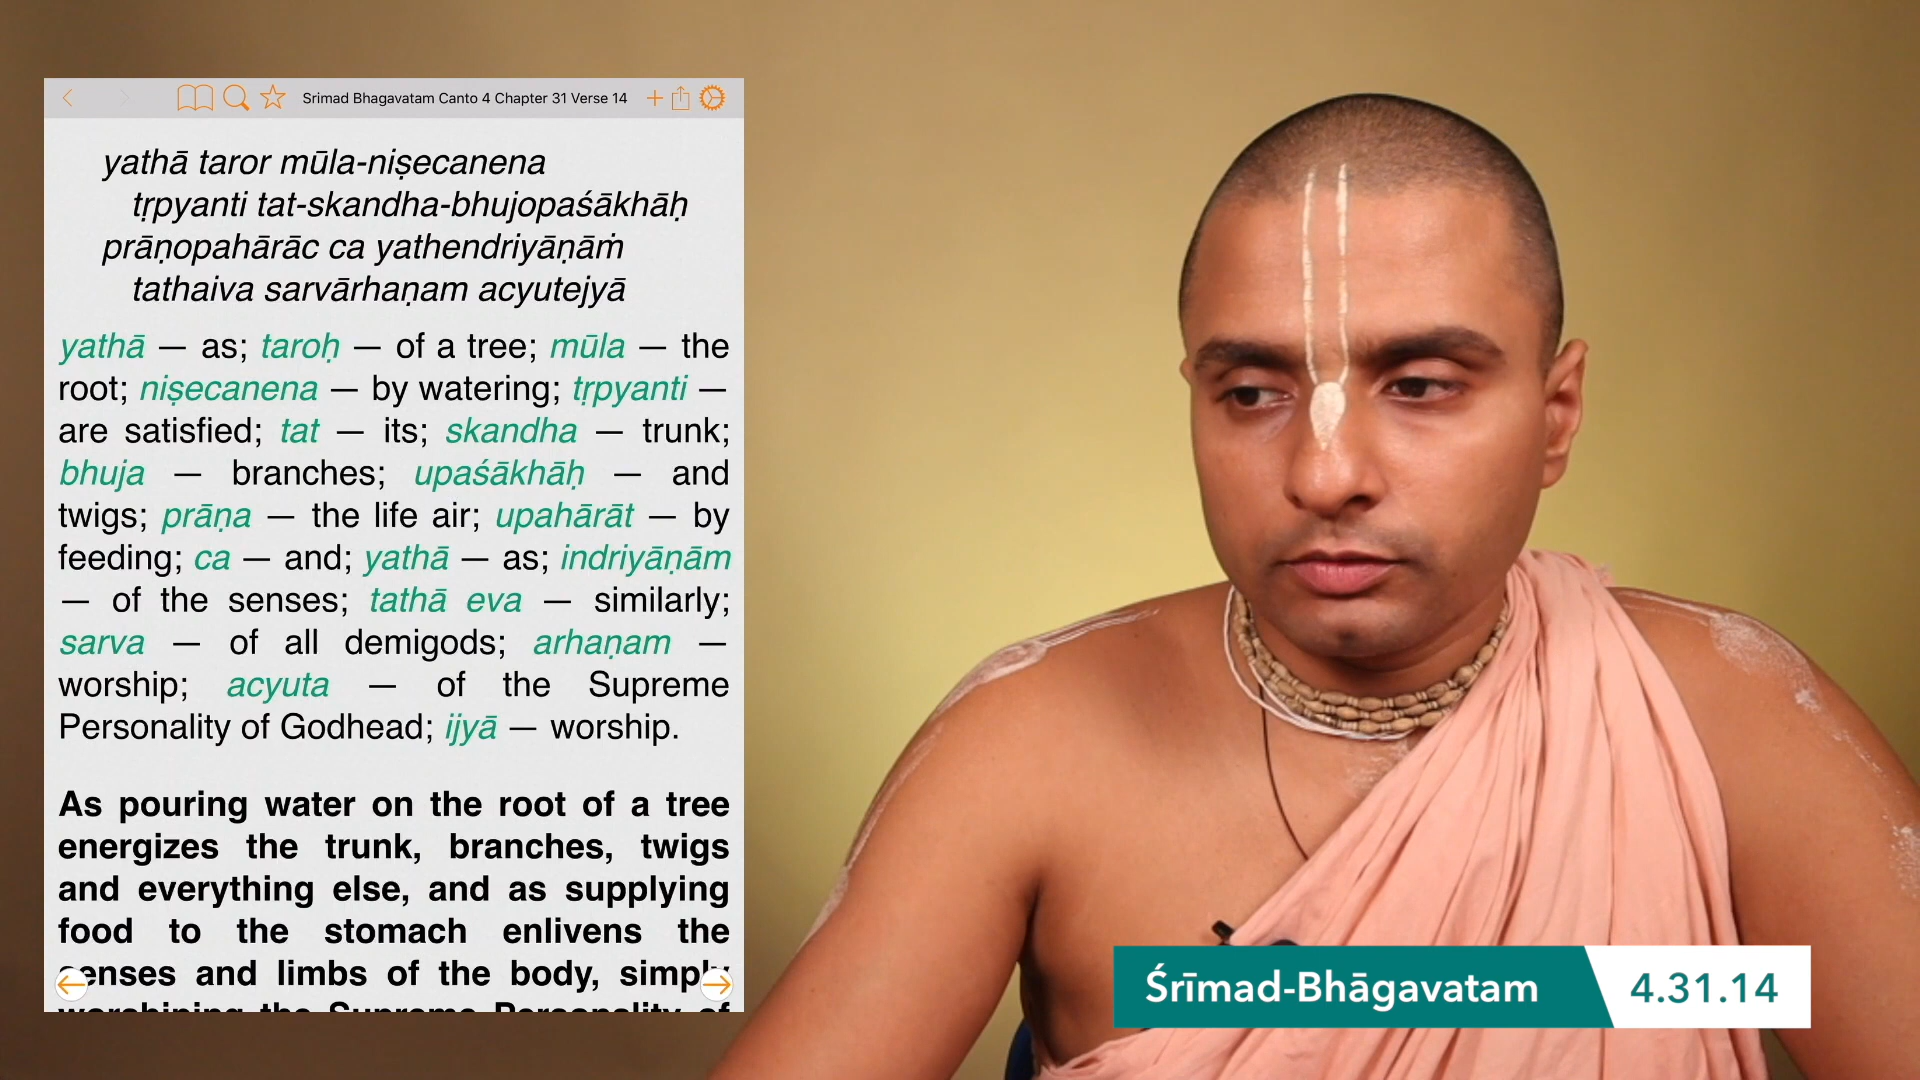 Srimad Bhagavatam Canto 4 Chapter 31 Verse 14
yathā taror mūla-niṣecanena
tṛpyanti tat-skandha-bhujopaśākhāḥ
prāṇopahārāc ca yathendriyāṇāṁ
tathaiva sarvārhaṇam acyutejyā
yathā — as; taroḥ — of a tree; mūla — the
root; niṣecanena — by watering; tṛpyanti —
are satisfied; tat — its; skandha — trunk;
bhuja — branches; upaśākhāḥ — and
twigs; prāṇa — the life air; upahārāt — by
feeding; ca — and; yathā — as; indriyāṇām
— of the senses; tathā eva — similarly;
sarva — of all demigods; arhaṇam —
worship; acyuta — of the Supreme
Personality of Godhead; ijyā — worship.
As pouring water on the root of a tree
energizes the trunk, branches, twigs
and everything else, and as supplying
food to the stomach enlivens the
senses and limbs of the body, simply
worshiping the Supreme Personality of
Śrīmad-Bhāgavatam 4.31.14